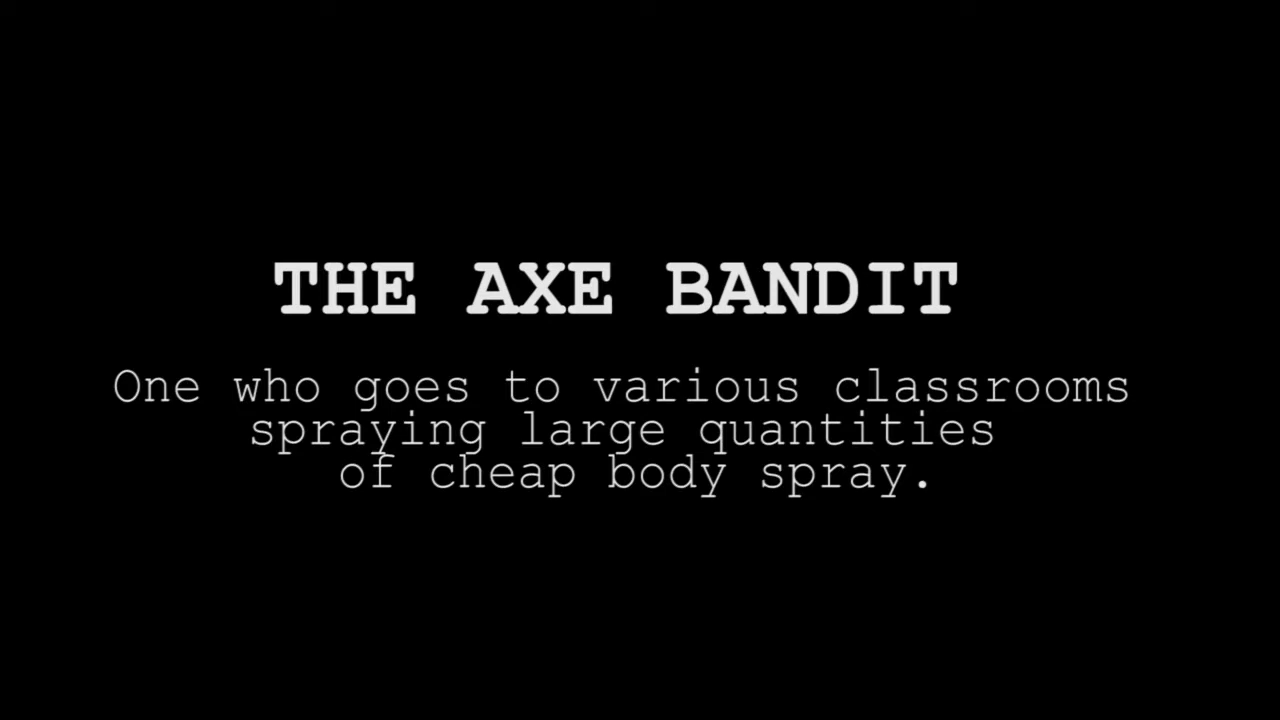 THE AXE BANDIT
One who goes to various classrooms
spraying large quantities
of cheap body spray.